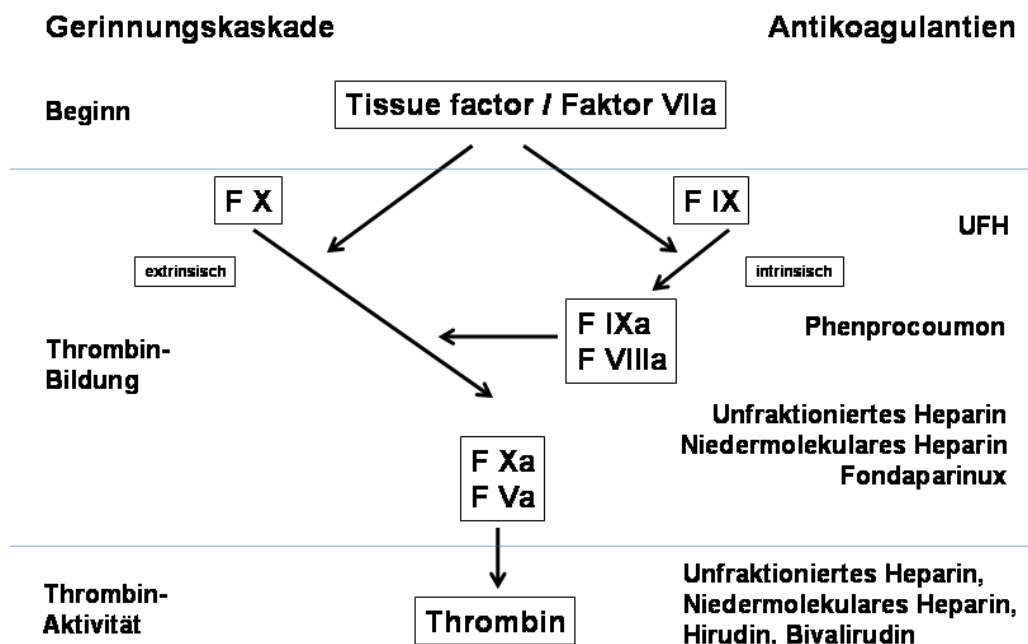 Gerinnungskaskade
Antikoagulantien
Beginn
Tissue factor / Faktor VIIa
F X
F IX
UFH
extrinsisch
intrinsisch
F IXa
F VIIIa
Phenprocoumon
Thrombin-
Bildung
Unfraktioniertes Heparin
Niedermolekulares Heparin
Fondaparinux
F Xa
F Va
Thrombin-
Aktivität
Thrombin
Unfraktioniertes Heparin,
Niedermolekulares Heparin,
Hirudin, Bivalirudin